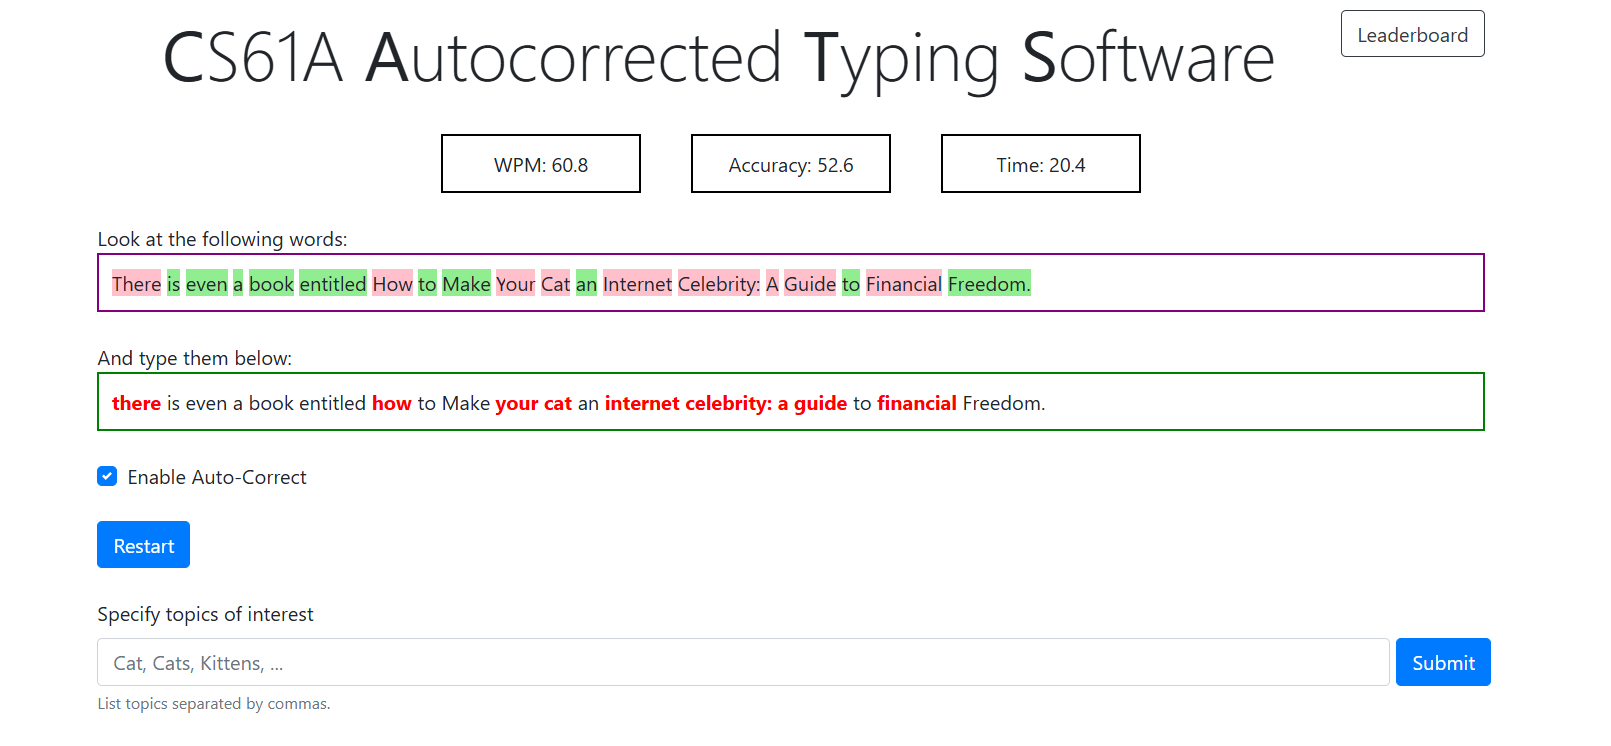 CS61A Autocorrected Typing Software
Leaderboard
WPM: 60.8
Accuracy: 52.6
Time: 20.4
Look at the following words:
There is even a book entitled How to Make Your Cat an Internet Celebrity: A Guide to Financial Freedom.
And type them below:
there is even a book entitled how to Make your cat an internet celebrity: a guide to financial Freedom.
Enable Auto-Correct
Restart
Specify topics of interest
Cat, Cats, Kittens, ...
Submit
List topics separated by commas.